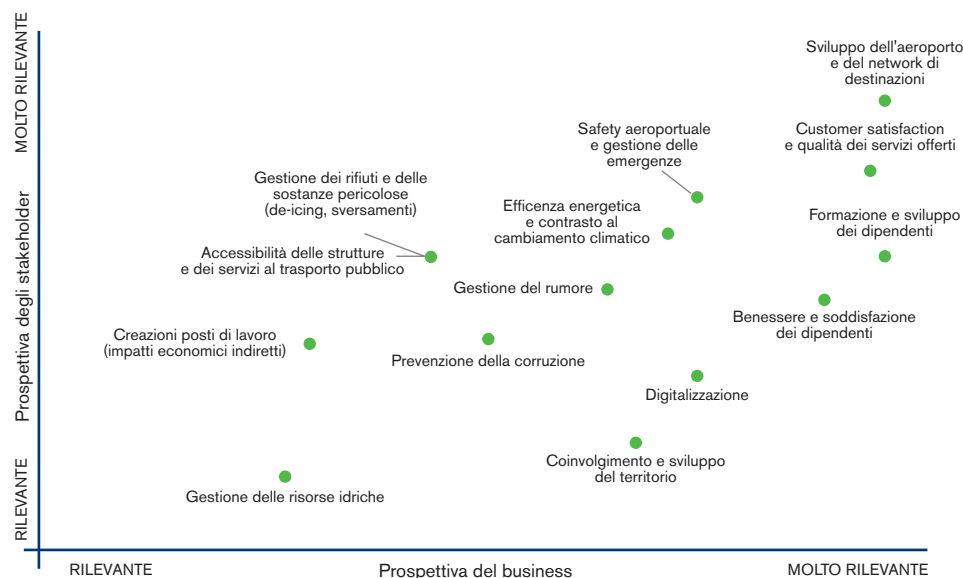 MOLTO RILEVANTE
Prospettiva degli stakeholder
RILEVANTE
Sviluppo dell'aeroporto
e del network di
destinazioni
Safety aeroportuale
e gestione delle
emergenze
Customer satisfaction
e qualità dei servizi offerti
Gestione dei rifiuti e delle
sostanze pericolose
(de-icing, sversamenti)
Efficenza energetica
e contrasto al
cambiamento climatico
Formazione e sviluppo
dei dipendenti
Accessibilità delle strutture
e dei servizi al trasporto pubblico
Gestione del rumore
Benessere e soddisfazione
dei dipendenti
Creazioni posti di lavoro
(impatti economici indiretti)
Prevenzione della corruzione
Digitalizzazione
Coinvolgimento e sviluppo
del territorio
Gestione delle risorse idriche
RILEVANTE
Prospettiva del business
MOLTO RILEVANTE